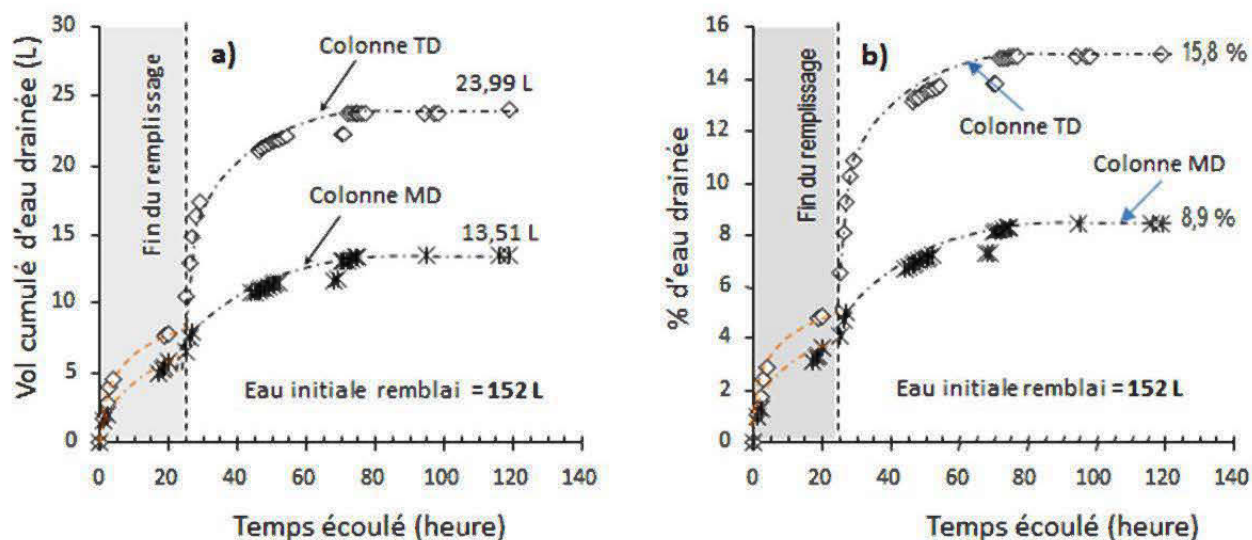 a)
Vol cumulé d'eau drainée (L)
30
25
20
15
10
5
0
Fin du remplissage
Colonne TD
23,99 L
Colonne MD
13,51 L
Eau initiale remblai = 152 L
0 20 40 60 80 100 120 140
Temps écoulé (heure)
b)
% d'eau drainée
16
14
12
10
8
6
4
2
0
Fin du remplissage
15,8 %
Colonne TD
Colonne MD
8,9 %
Eau initiale remblai = 152 L
0 20 40 60 80 100 120 140
Temps écoulé (heure)